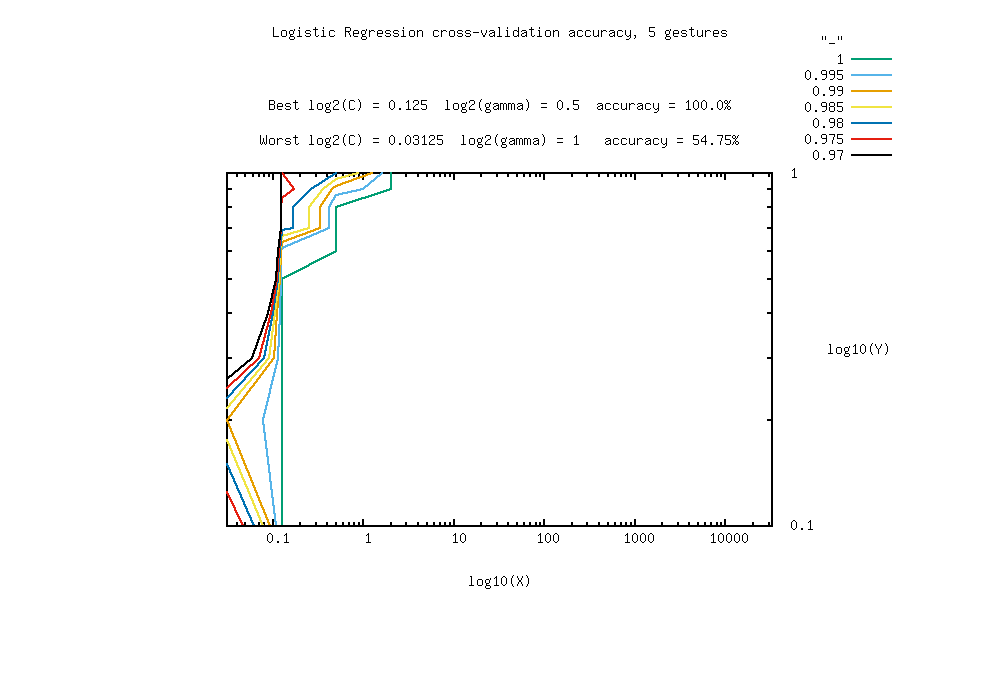 Logistic Regression cross-validation accuracy, 5 gestures
"_"
1
0.995
0.99
0.985
0.98
0.975
0.97
Best log2(C) = 0.125  log2(gamma) = 0.5  accuracy = 100.0%
Worst log2(C) = 0.03125  log2(gamma) = 1   accuracy = 54.75%
1
log10(Y)
0.1
0.1 1 10 100 1000 10000
log10(X)